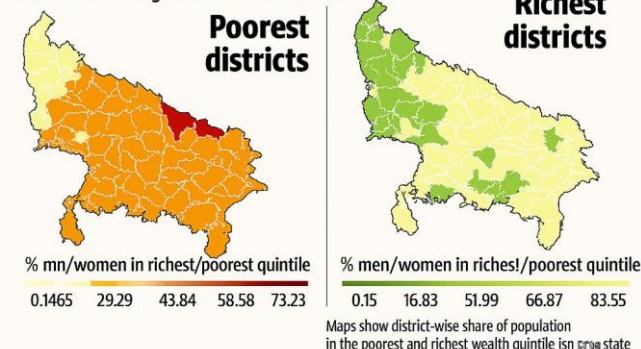 Poorest
districts
% mn/women in richest/poorest quintile
0.1465 29.29 43.84 58.58 73.23
Richest
districts
% men/women in riches!/poorest quintile
0.15 16.83 51.99 66.87 83.55
Maps show district-wise share of population
in the poorest and richest wealth quintile isn state